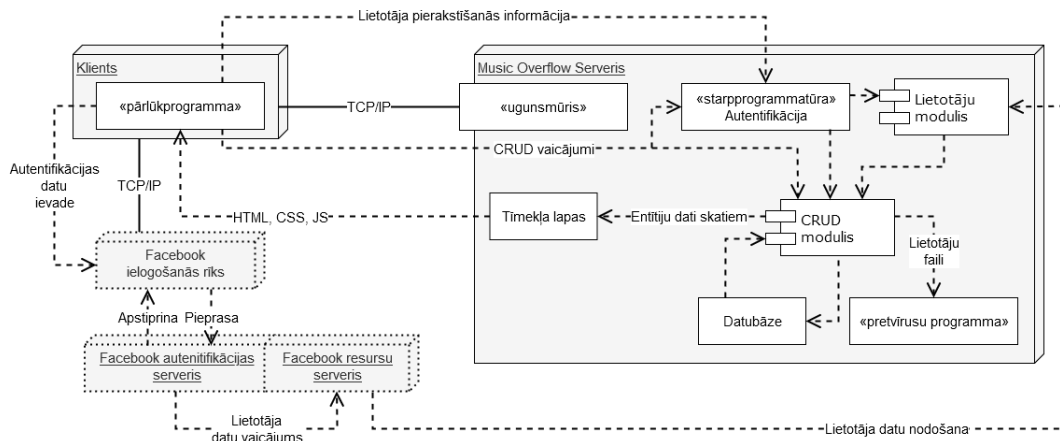 Lietotāja pierakstīšanās informācija
Klients
Music Overflow Serveris
«pārlūkprogramma»
TCP/IP
«ugunsmūris»
«starpprogrammatūra»
Autentifikācija
Lietotāju
modulis
CRUD vaicājumi
Autentifikācijas
datu
ievade
TCP/IP
HTML, CSS, JS
Tīmekļa lapas
Entītiju dati skatiem
CRUD
modulis
Lietotāju
faili
Facebook
ielogošanās rīks
Apstiprina
Pieprasa
Datubāze
«pretvīrusu programma»
Facebook autenitifikācijas
serveris
Facebook resursu
serveris
Lietotāja
datu vaicājums
Lietotāja datu nodošana